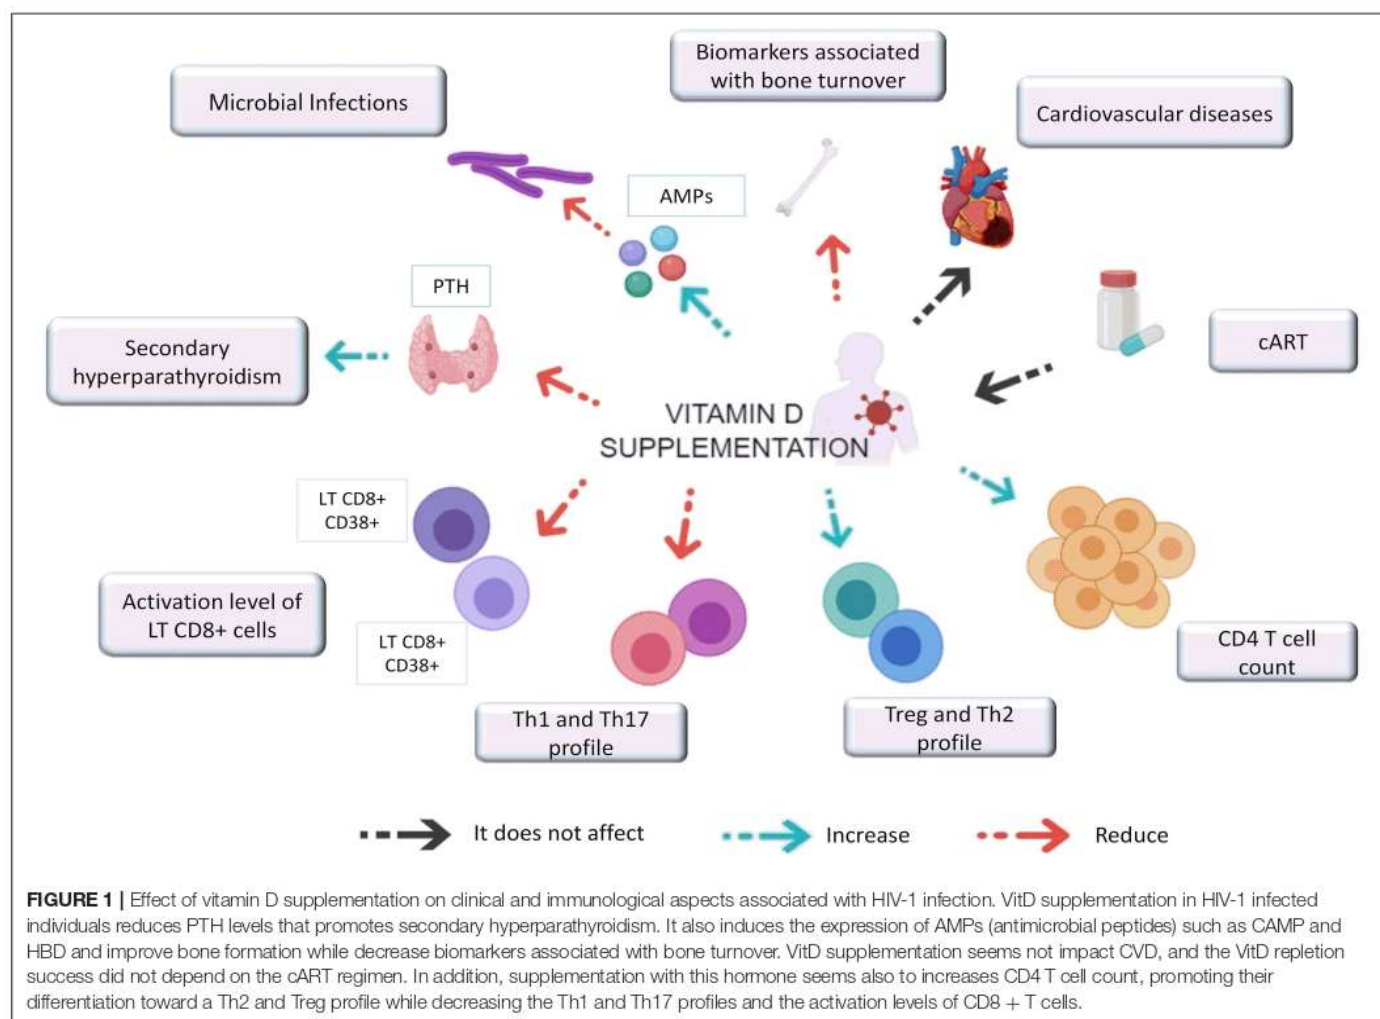 Biomarkers associated
with bone turnover
Microbial Infections
Cardiovascular diseases
AMPs
PTH
Secondary
hyperparathyroidism
cART
VITAMIN D
SUPPLEMENTATION
LT CD8+
CD38+
Activation level of
LT CD8+ cells
LT CD8+
CD38+
CD4 T cell
count
Th1 and Th17
profile
Treg and Th2
profile
It does not affect
Increase
Reduce
FIGURE 1 | Effect of vitamin D supplementation on clinical and immunological aspects associated with HIV-1 infection. VitD supplementation in HIV-1 infected
individuals reduces PTH levels that promotes secondary hyperparathyroidism. It also induces the expression of AMPs (antimicrobial peptides) such as CAMP and
HBD and improve bone formation while decrease biomarkers associated with bone turnover. VitD supplementation seems not impact CVD, and the VitD repletion
success did not depend on the cART regimen. In addition, supplementation with this hormone seems also to increases CD4 T cell count, promoting their
differentiation toward a Th2 and Treg profile while decreasing the Th1 and Th17 profiles and the activation levels of CD8 + T cells.